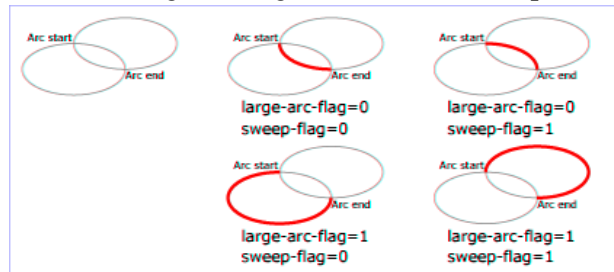 Arc start
Arc end
Arc start
Arc end
large-arc-flag=0
sweep-flag=0
Arc start
Arc end
large-arc-flag=0
sweep-flag=1
Arc start
Arc end
large-arc-flag=1
sweep-flag=0
Arc start
Arc end
large-arc-flag=1
sweep-flag=1